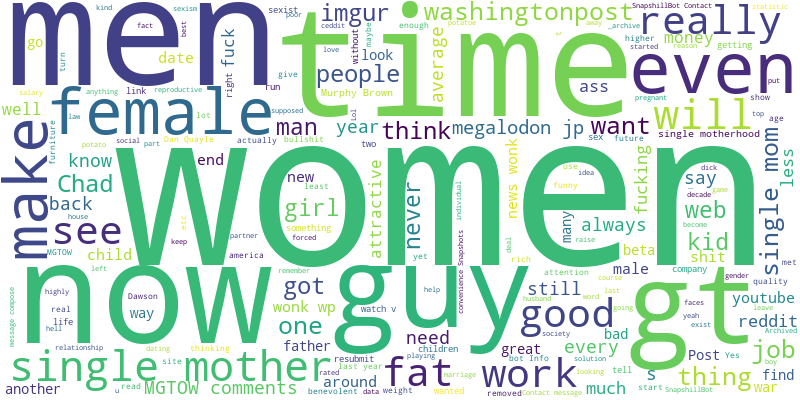 men
time
imgur
washingtonpost
really
even
female
fuck
people
look
average
ass
money
will
go
date
well
man
year
think
megalodon jp
want
Murphy Brown
single motherhood
make
know
end
Chad
back
see
child
new
girl
attractive
never
news wonk
many
always
fucking
say
web
kid
less
single mom
women
now
guy
gt
got
way
wonk wp
one
father
need
still
male
beta
shit
good
great
every
bad
youtube
reddit
job
Post
Yes
thing
find
war
s
much
single mother
MGTOW comments
another
around
fat
work
removed
Contact message
SnapshillBot Contact
SnapshillBot
sexism
sexist
kind
fact
best
turn
anything
link
reproductive
right
run
give
poor
without
love
ceddit
maybe
enough
potatoe
away
_archive
higher
started
reason
getting
statistic
put
pregnant
show
top
age
salary
law
lot
Dan Quayle
bullshit
supposed
Lol
two
sex
future
furniture
potato
social
part
actually
least
something
forced
house
etc
keep
partner
america
MGTOW
left
remember
Dawson
highly
real
life
hell
message compose
relationship
dating
thinking
site
read
u
benevolent
data
weight
last year
resubmit
rated
playing
children
watch v
yet
help
individual
convenience Snapshots
deal
rich
use
idea
funny
raise
attention
husband
word
course
last
going
society
bot Info
solution
looking
marriage
wanted
tell
start
boy
dick
decade
game
become
company
gender
quality
met
faces
yeah
exist
leave
Archived